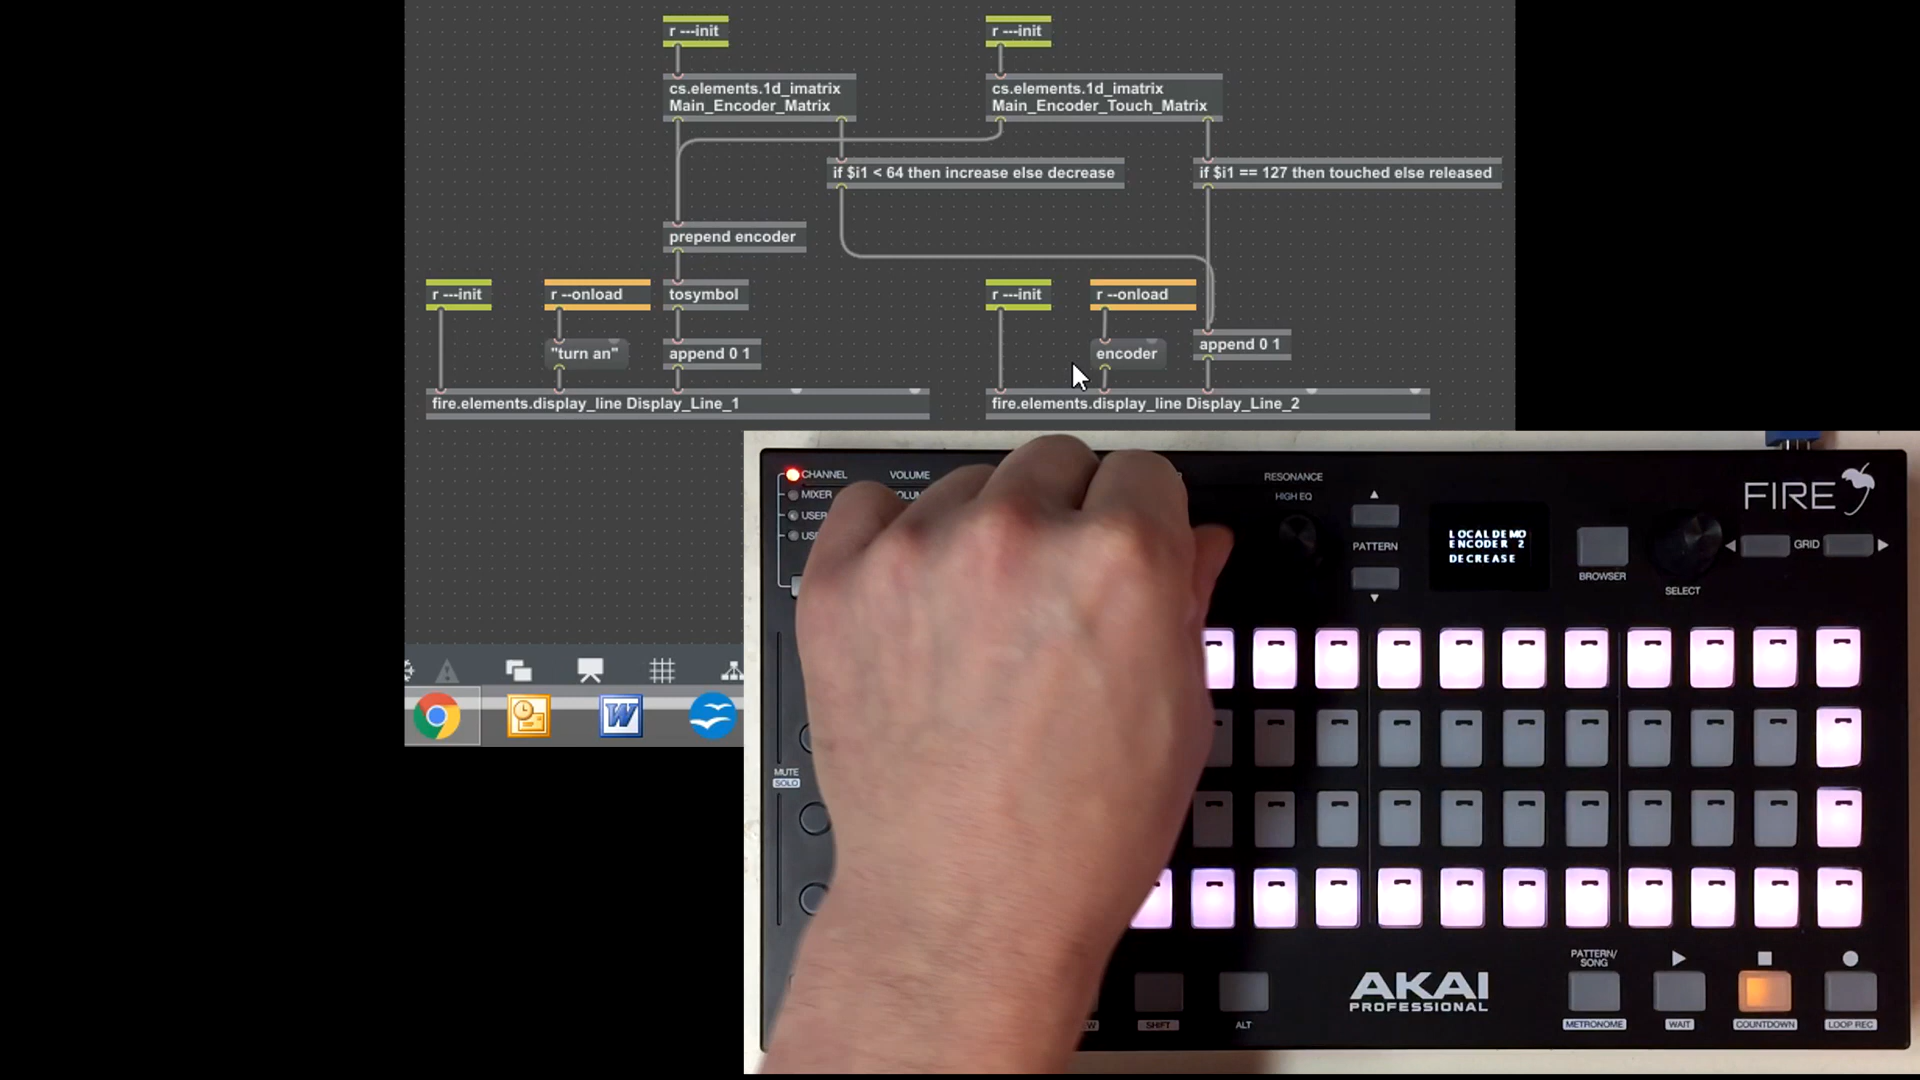 r ---init
r ---init
cs.elements.1d_imatrix
Main_Encoder_Matrix
cs.elements.1d_imatrix
Main_Encoder_Touch_Matrix
if $i1 < 64 then increase else decrease
if $i1 == 127 then touched else released
prepend encoder
r ---init
r --onload
tosymbol
r ---init
r --onload
"turn an"
append 0 1
encoder
append 0 1
fire.elements.display_line Display_Line_1
fire.elements.display_line Display_Line_2
CHANNEL
VOLUME
MIXER
USER
RESONANCE
HIGH EQ
PATTERN
LOCALDEMO
ENCODER 2
DECREASE
BROWSER
SELECT
GRID
FIRE
MUTE
SOLO
SHIFT
ALT
AKAI
PROFESSIONAL
PATTERN/
SONG
METRONOME
WAIT
COUNTDOWN
LOOP REC
W